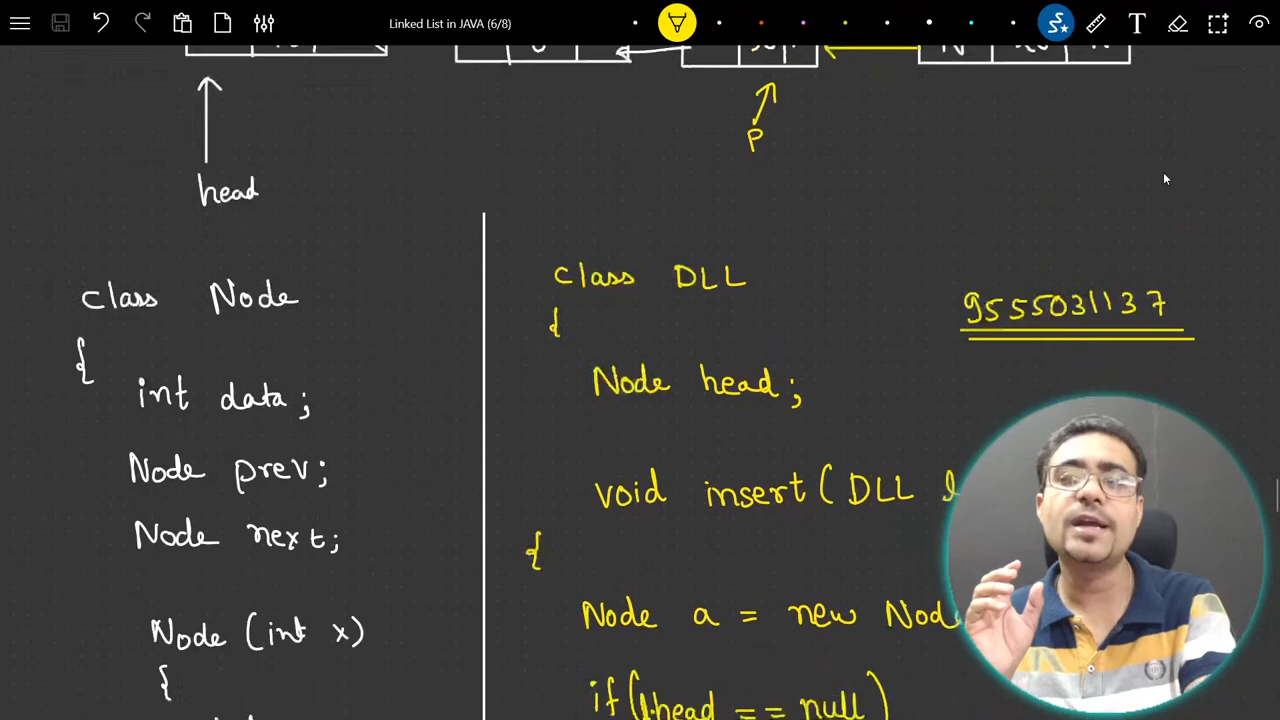 Linked List in JAVA (6/8)
T
P
head
class Node
{
int data;
Node prev;
Node next;
Node (int x)
{
class DLL
{
Node head;
void insert( DLL
{
Node a = new Node
if(l.head == null)
9555031137